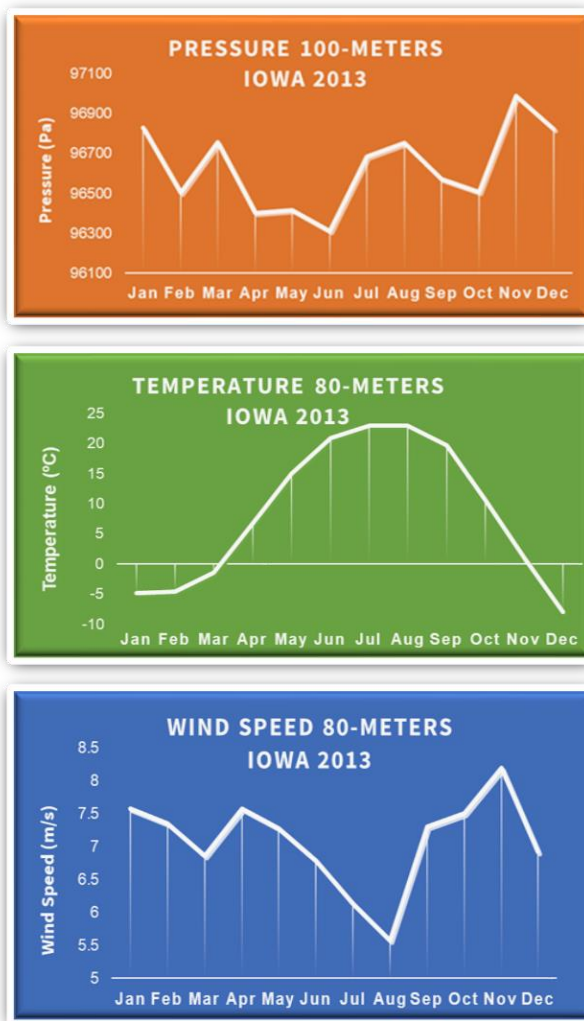 PRESSURE 100-METERS
IOWA 2013
Pressure (Pa)
97100
96900
96700
96500
96300
96100
Jan Feb Mar Apr May Jun Jul Aug Sep Oct Nov Dec
TEMPERATURE 80-METERS
IOWA 2013
Temperature (ºC)
25
20
15
10
5
0
-5
-10
Jan Feb Mar Apr May Jun Jul Aug Sep Oct Nov Dec
WIND SPEED 80-METERS
IOWA 2013
Wind Speed (m/s)
8.5
8
7.5
7
6.5
6
5.5
5
Jan Feb Mar Apr May Jun Jul Aug Sep Oct Nov Dec